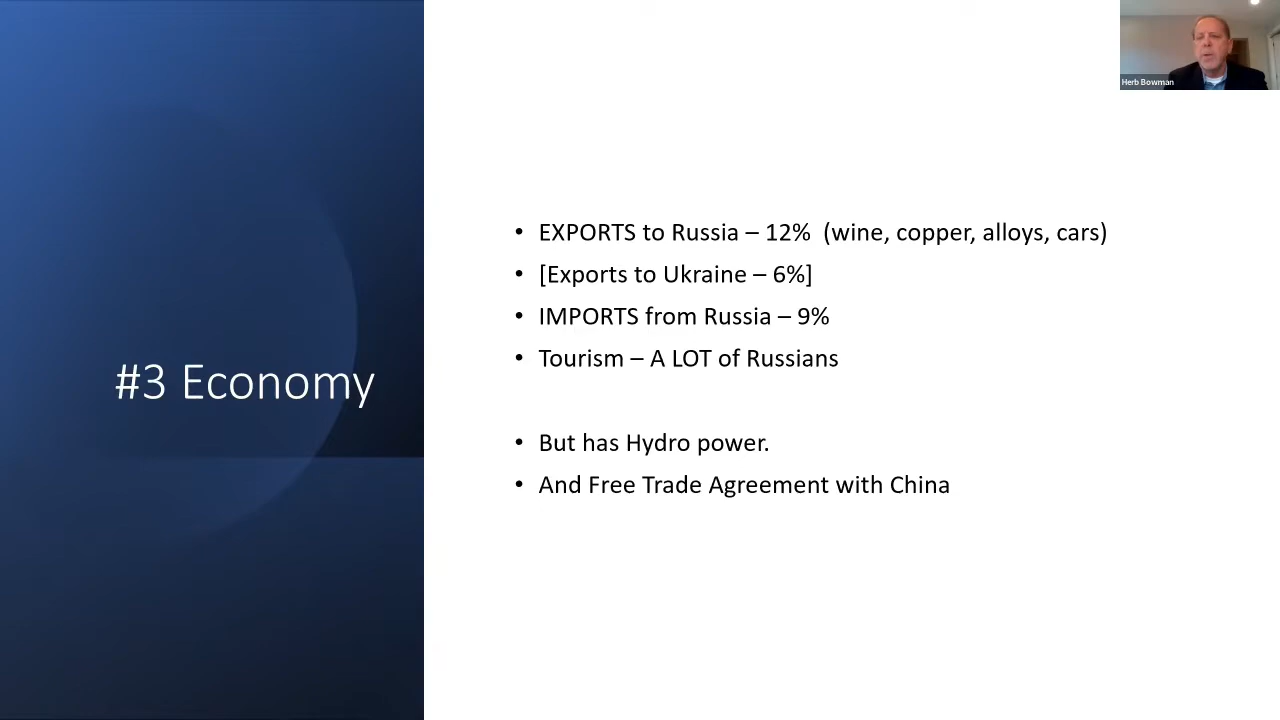 Herb Bowman
#3 Economy
• EXPORTS to Russia – 12%  (wine, copper, alloys, cars)
• [Exports to Ukraine – 6%]
• IMPORTS from Russia – 9%
• Tourism – A LOT of Russians
• But has Hydro power.
• And Free Trade Agreement with China